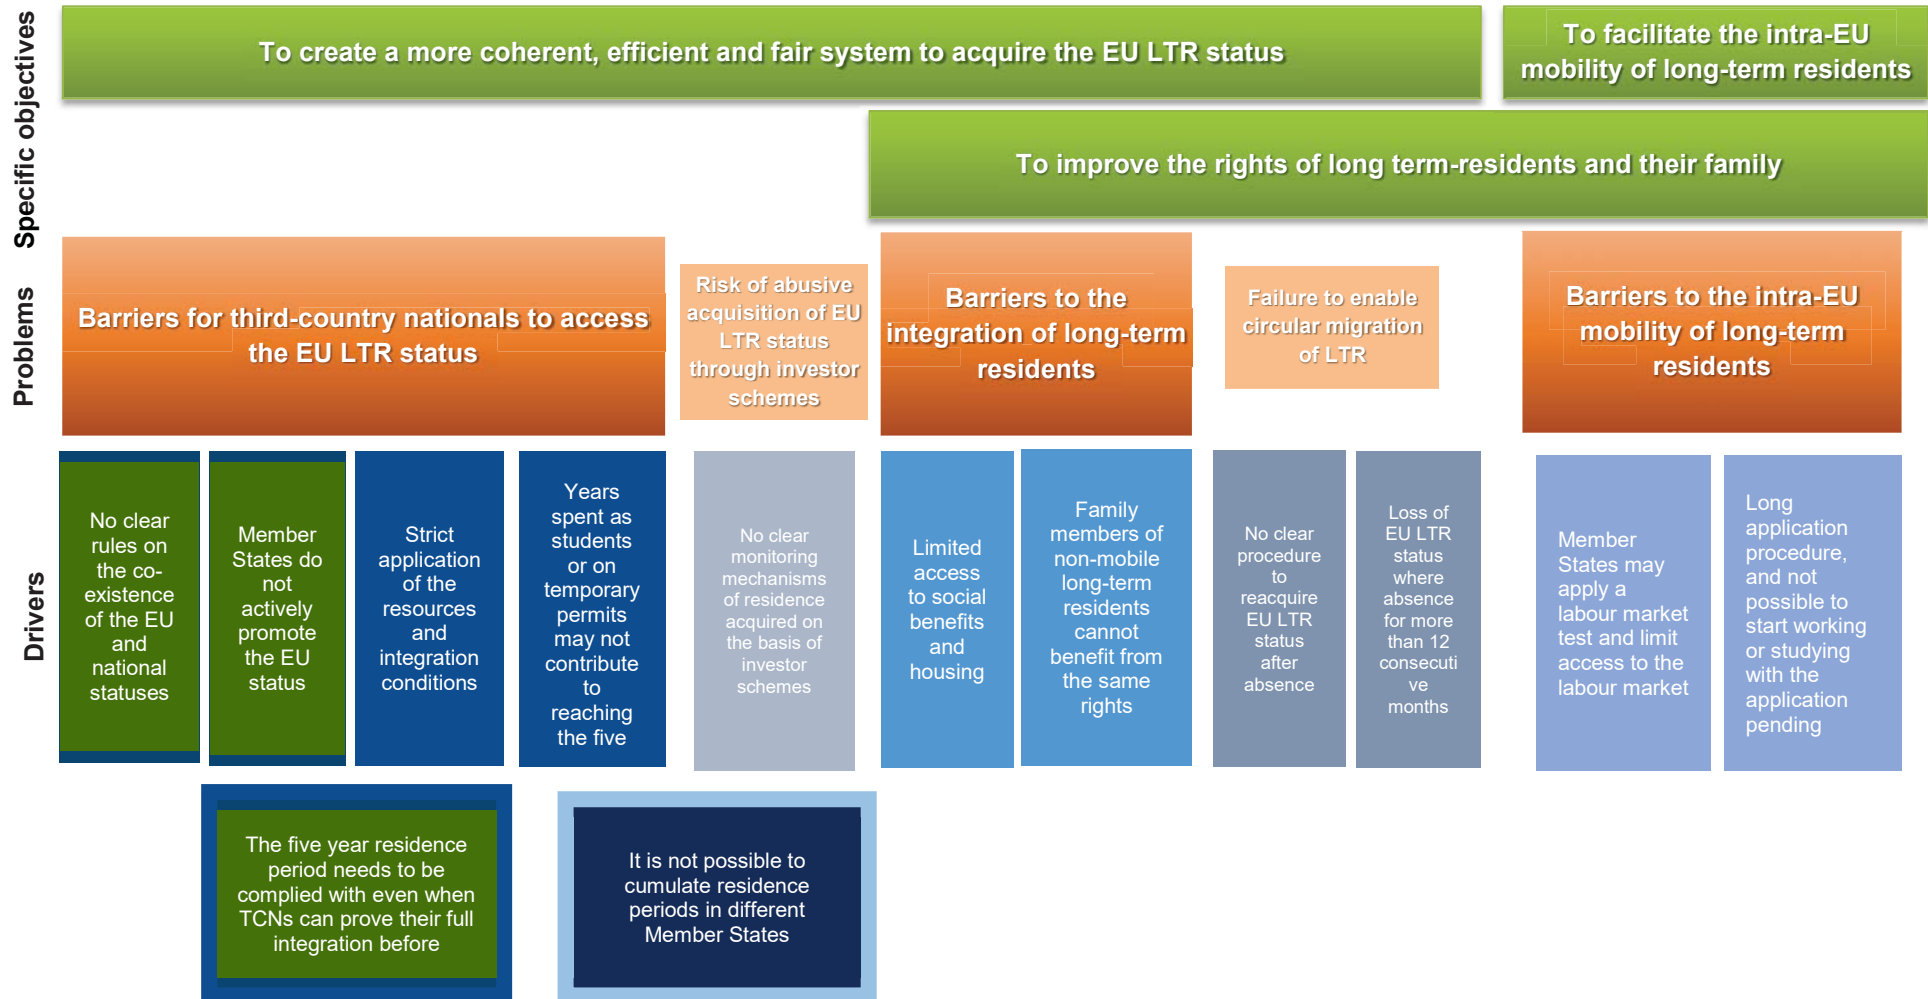 Specific objectives
To create a more coherent, efficient and fair system to acquire the EU LTR status
To facilitate the intra-EU
mobility of long-term residents
To improve the rights of long term-residents and their family
Problems
Barriers for third-country nationals to access
the EU LTR status
Risk of abusive
acquisition of EU
LTR status
through investor
schemes
Barriers to the
integration of long-term
residents
Failure to enable
circular migration
of LTR
Barriers to the intra-EU
mobility of long-term
residents
Drivers
No clear
rules on
the co-
existence
of the EU
and
national
statuses
Member
States do
not
actively
promote
the EU
status
Strict
application
of the
resources
and
integration
conditions
Years
spent as
students
or on
temporary
permits
may not
contribute
to
reaching
the five
No clear
monitoring
mechanisms
of residence
acquired on
the basis of
investor
schemes
Limited
access
to social
benefits
and
housing
Family
members of
non-mobile
long-term
residents
cannot
benefit from
the same
rights
No clear
procedure
to
reacquire
EU LTR
status
after
absence
Loss of
EU LTR
status
where
absence
for more
than 12
consecuti
ve
months
Member
States may
apply a
labour market
test and limit
access to the
labour market
Long
application
procedure,
and not
possible to
start working
or studying
with the
application
pending
The five year residence
period needs to be
complied with even when
TCNs can prove their full
integration before
It is not possible to
cumulate residence
periods in different
Member States